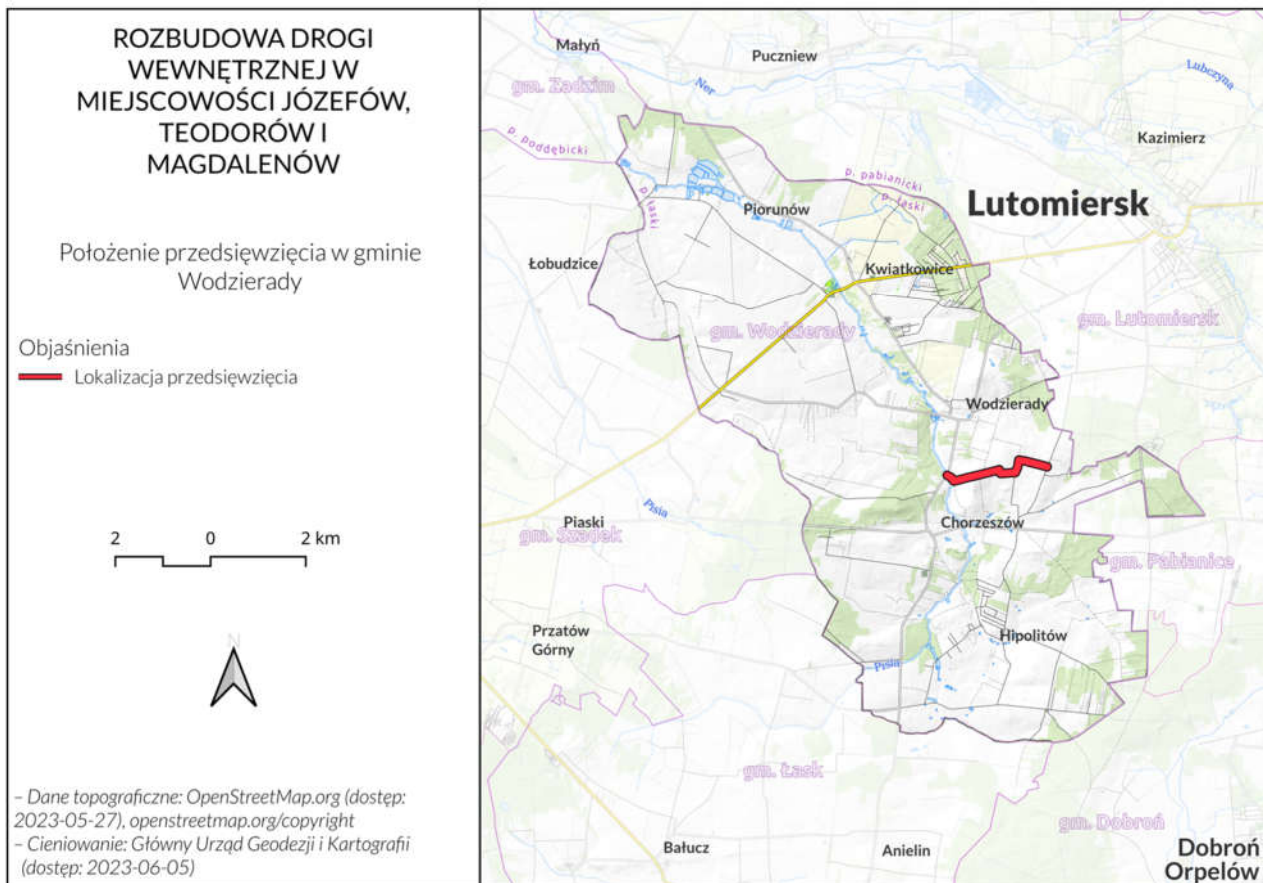 ROZBUDOWA DROGI
WEWNĘTRZNEJ W
MIEJSCOWOŚCI JÓZEFÓW,
TEODORÓW I
MAGDALENÓW
Położenie przedsięwzięcia w gminie
Wodzierady
Objaśnienia
Lokalizacja przedsięwzięcia
2 0 2 km
N
– Dane topograficzne: OpenStreetMap.org (dostęp:
2023-05-27), openstreetmap.org/copyright
– Cieniowanie: Główny Urząd Geodezji i Kartografii
(dostęp: 2023-06-05)
Małyń
Puczniew
gm. Zadzim
Ner
Lubczyna
Kazimierz
p. poddębicki
p. łaski
p. pabianicki
p. łaski
Piorunów
Lutomiersk
Łobudzice
Kwiatkowice
gm. Wodzierady
gm. Lutomiersk
Wodzierady
Pisia
Piaski
gm. Szadek
Chorzeszów
gm. Pabianice
Przatów
Górny
Hipolitów
Pisia
gm. Łask
gm. Dobroń
Bałucz
Anielin
Dobroń
Orpelów